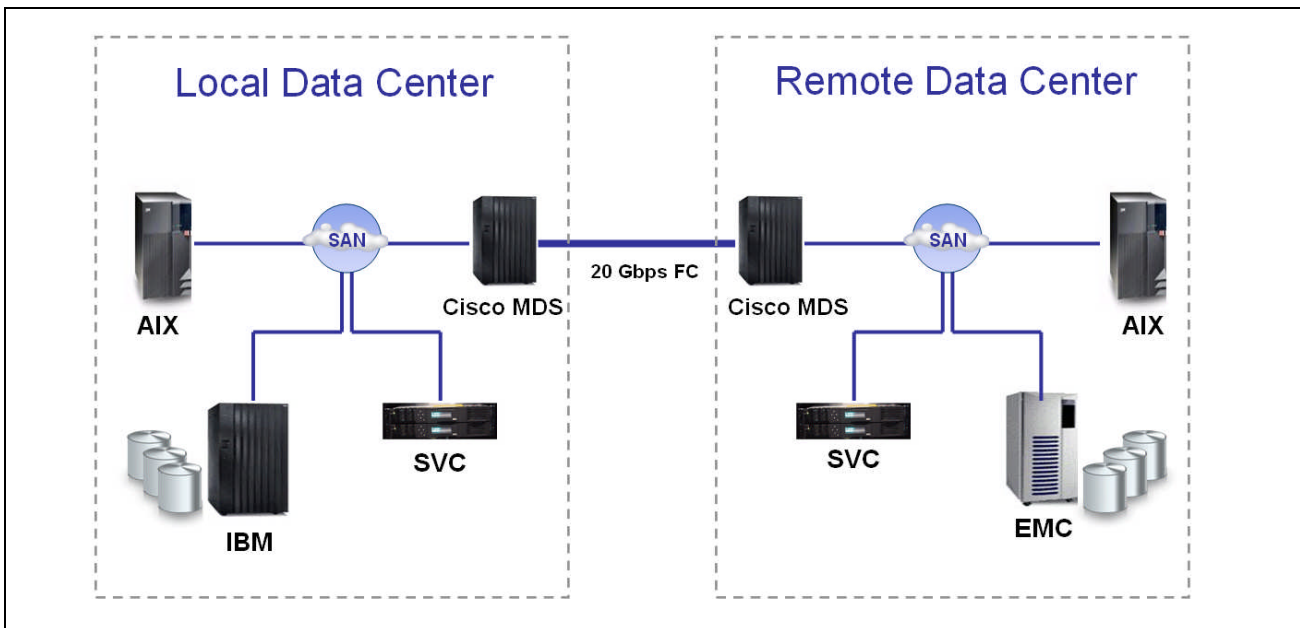 Local Data Center
Remote Data Center
SAN
SAN
20 Gbps FC
Cisco MDS
Cisco MDS
AIX
AIX
SVC
SVC
IBM
EMC